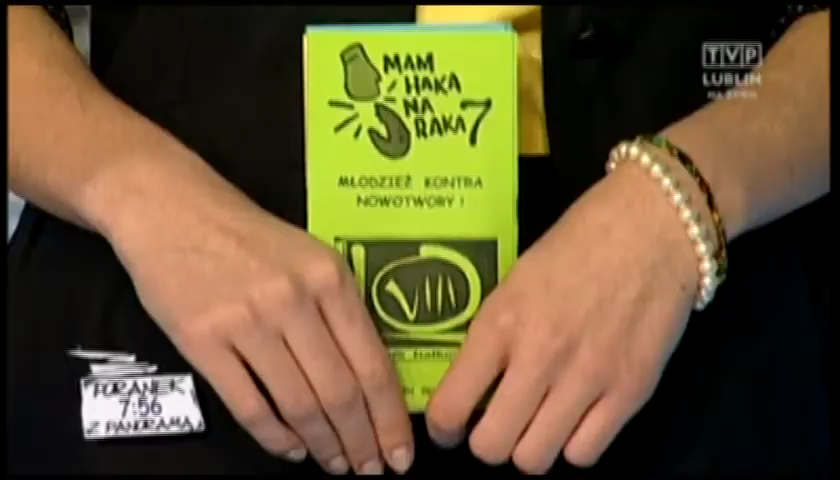 MAM
HAKA
NA
RAKA 7
MŁODZIEŻ KONTRA
NOWOTWORY !
VIII
TVP
LUBLIN
PORANEK
7:56
Z PANORAMĄ